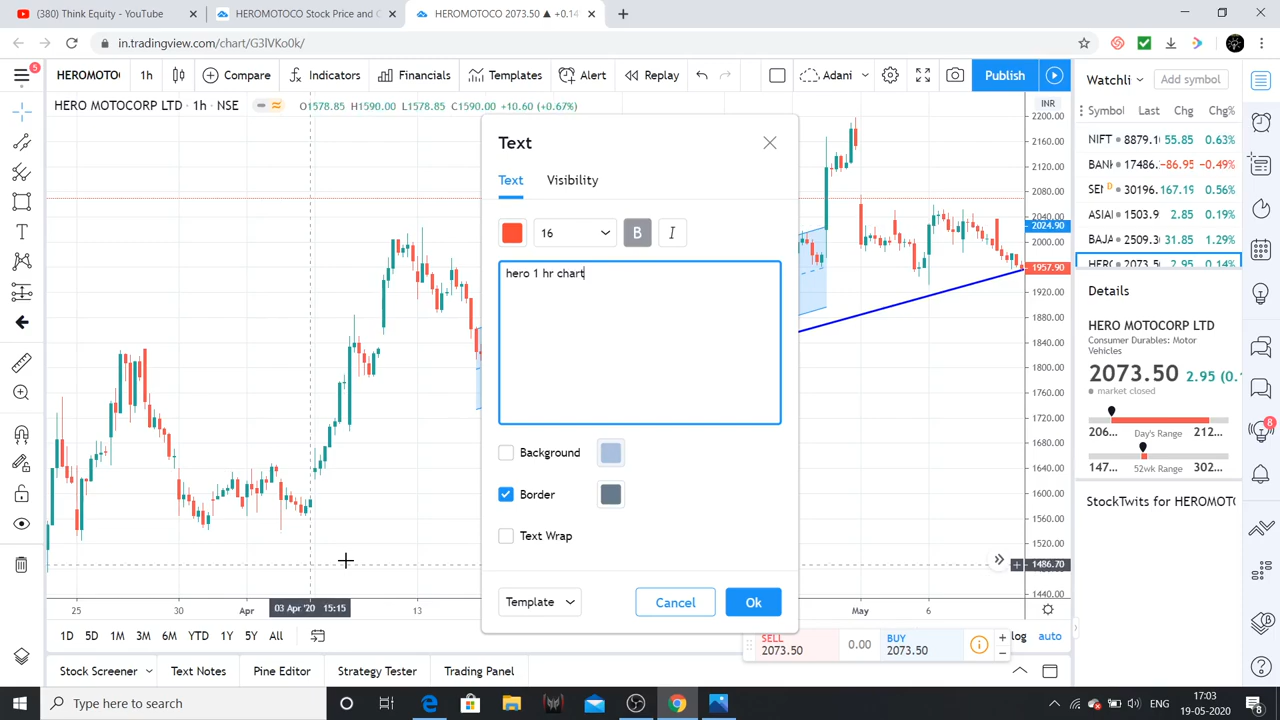 (380) Think Equity - YouTube
HEROMOTOCO Stock Price and C
HEROMOTOCO 2073.50 ▲ +0.14
in.tradingview.com/chart/G3lVKo0k/
5
HEROMOTO
1h
Compare
Indicators
Financials
Templates
Alert
Replay
Adani
Publish
Watchli
Add symbol
HERO MOTOCORP LTD · 1h · NSE
O1578.85 H1590.00 L1578.85 C1590.00 +10.60 (+0.67%)
INR
2200.00
2160.00
2120.00
2080.00
2040.00
2024.90
2000.00
1957.90
1920.00
1880.00
1840.00
1800.00
1760.00
1720.00
1680.00
1640.00
1600.00
1560.00
1520.00
1486.70
1440.00
Symbol Last Chg Chg%
NIFT 8879.1 55.85 0.63%
BANK 17486. −86.95 −0.49%
SEN D 30196. 167.19 0.56%
ASIAI 1503.9 2.85 0.19%
BAJA 2509.3 31.85 1.29%
HERO 2073.5 2.95 0.14%
Details
HERO MOTOCORP LTD
Consumer Durables: Motor
Vehicles
2073.50 2.95 (0.
market closed
206... Day's Range 212...
147... 52wk Range 302...
StockTwits for HEROMOTO
8
Text
Text
Visibility
16
B
I
hero 1 hr chart
Background
Border
Text Wrap
Template
Cancel
Ok
25
30
Apr
03 Apr '20 15:15
13
May
6
1D 5D 1M 3M 6M YTD 1Y 5Y All
log
auto
SELL
2073.50
0.00
BUY
2073.50
Stock Screener
Text Notes
Pine Editor
Strategy Tester
Trading Panel
Type here to search
ENG
17:03
19-05-2020
8